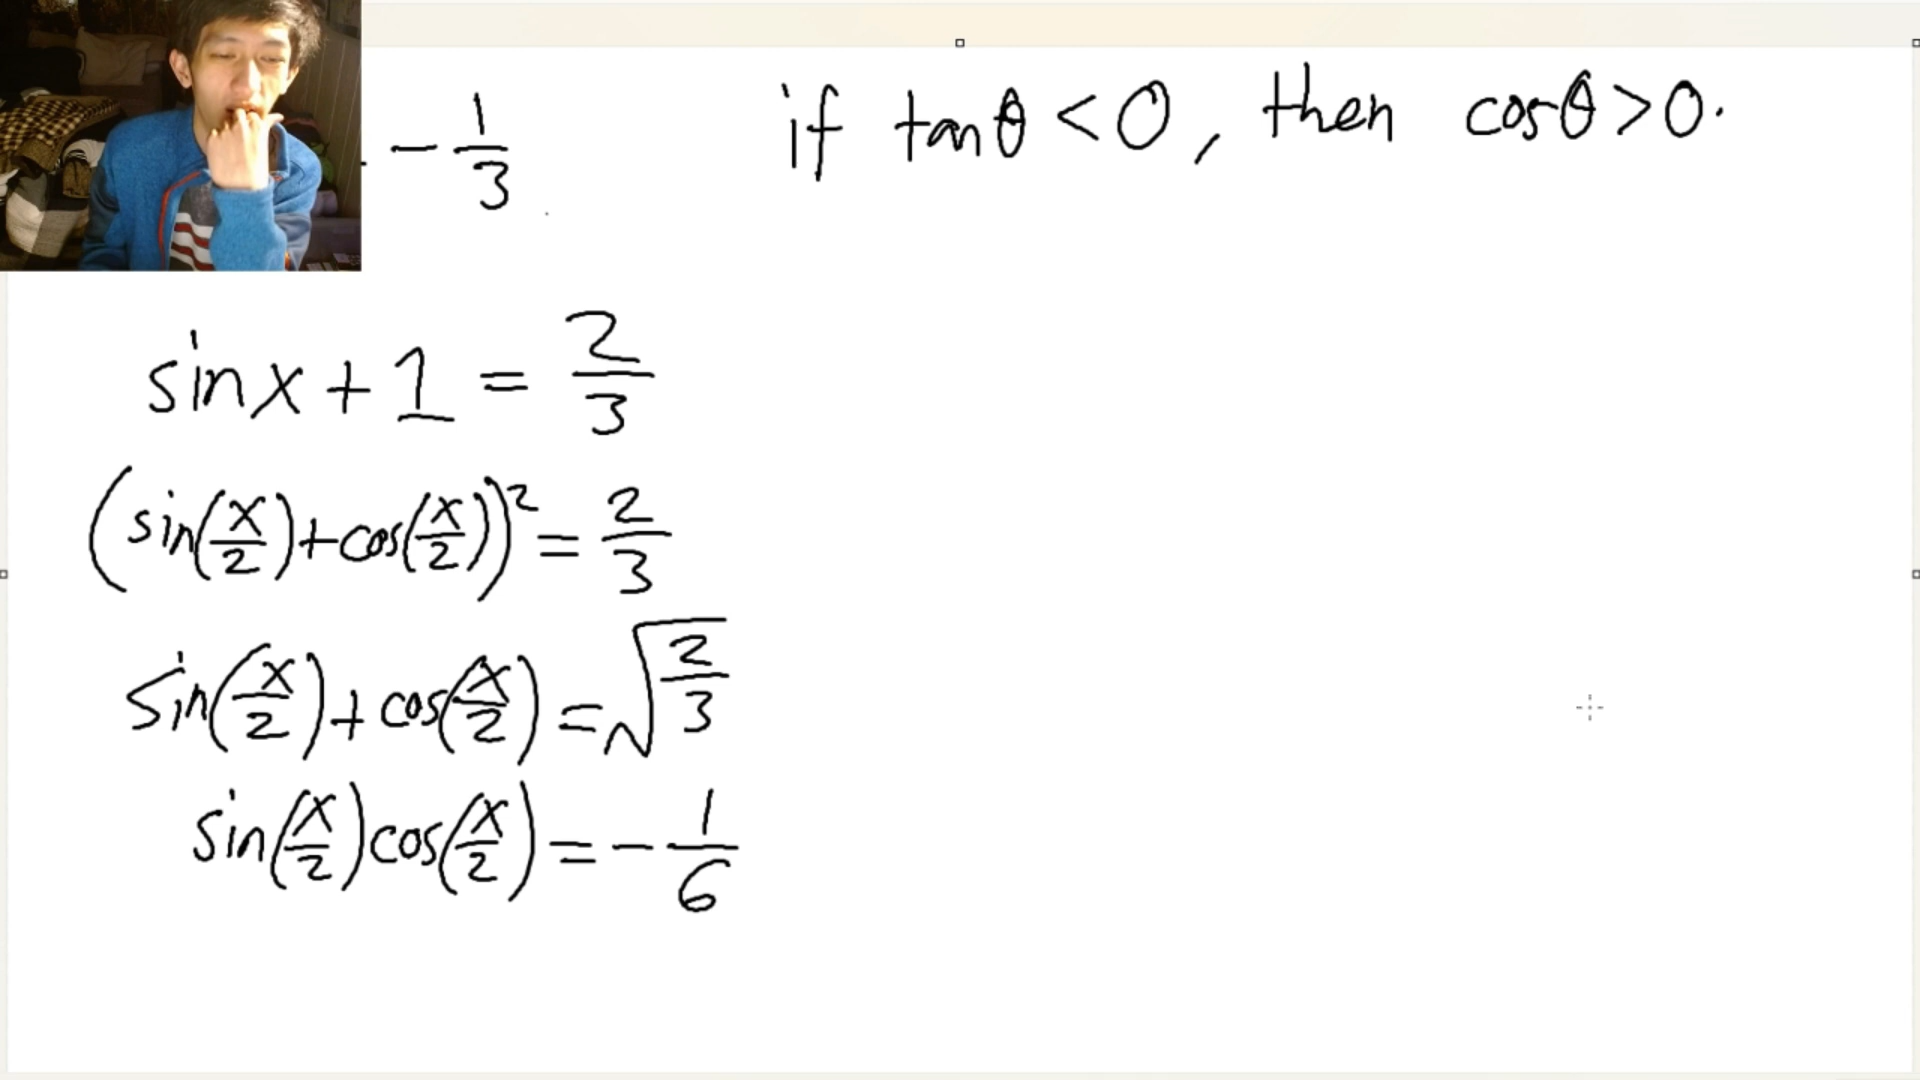 - 1/3
if tanθ < 0, then cosθ > 0.
sinx + 1 = 2/3
(sin(x/2) + cos(x/2))² = 2/3
sin(x/2) + cos(x/2) = √(2/3)
sin(x/2) cos(x/2) = - 1/6